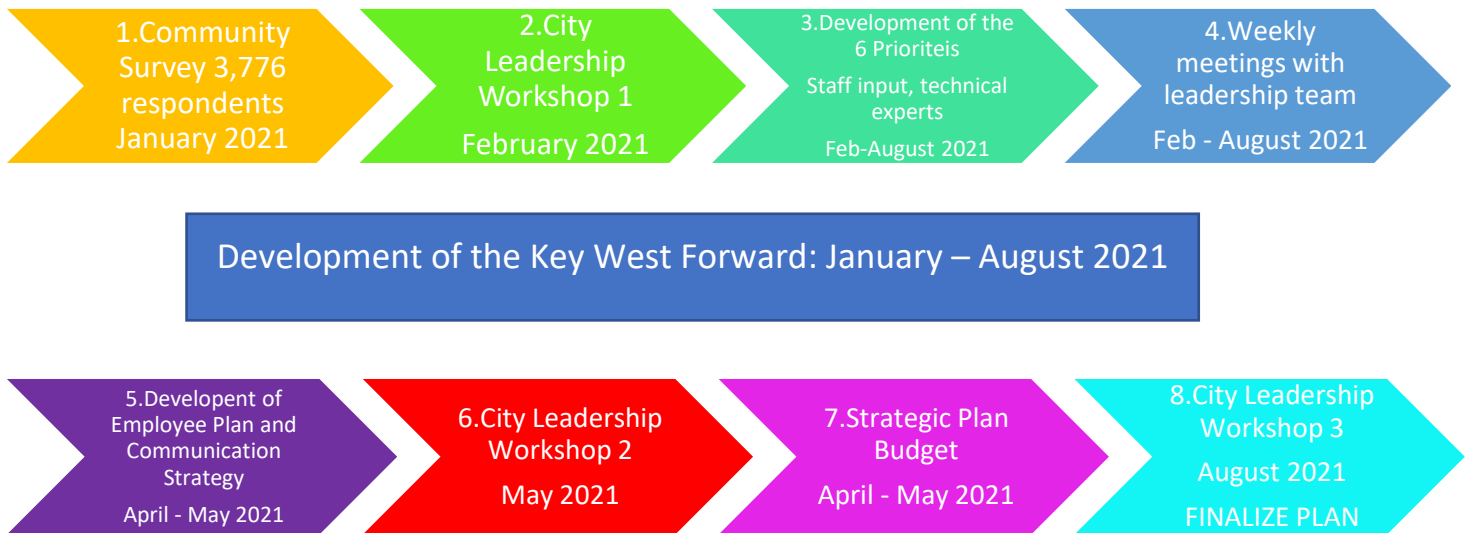 1.Community
Survey 3,776
respondents
January 2021
2.City
Leadership
Workshop 1
February 2021
3.Development of the
6 Prioriteis
Staff input, technical
experts
Feb-August 2021
4.Weekly
meetings with
leadership team
Feb - August 2021
Development of the Key West Forward: January – August 2021
5.Developent of
Employee Plan and
Communication
Strategy
April - May 2021
6.City Leadership
Workshop 2
May 2021
7.Strategic Plan
Budget
April - May 2021
8.City Leadership
Workshop 3
August 2021
FINALIZE PLAN